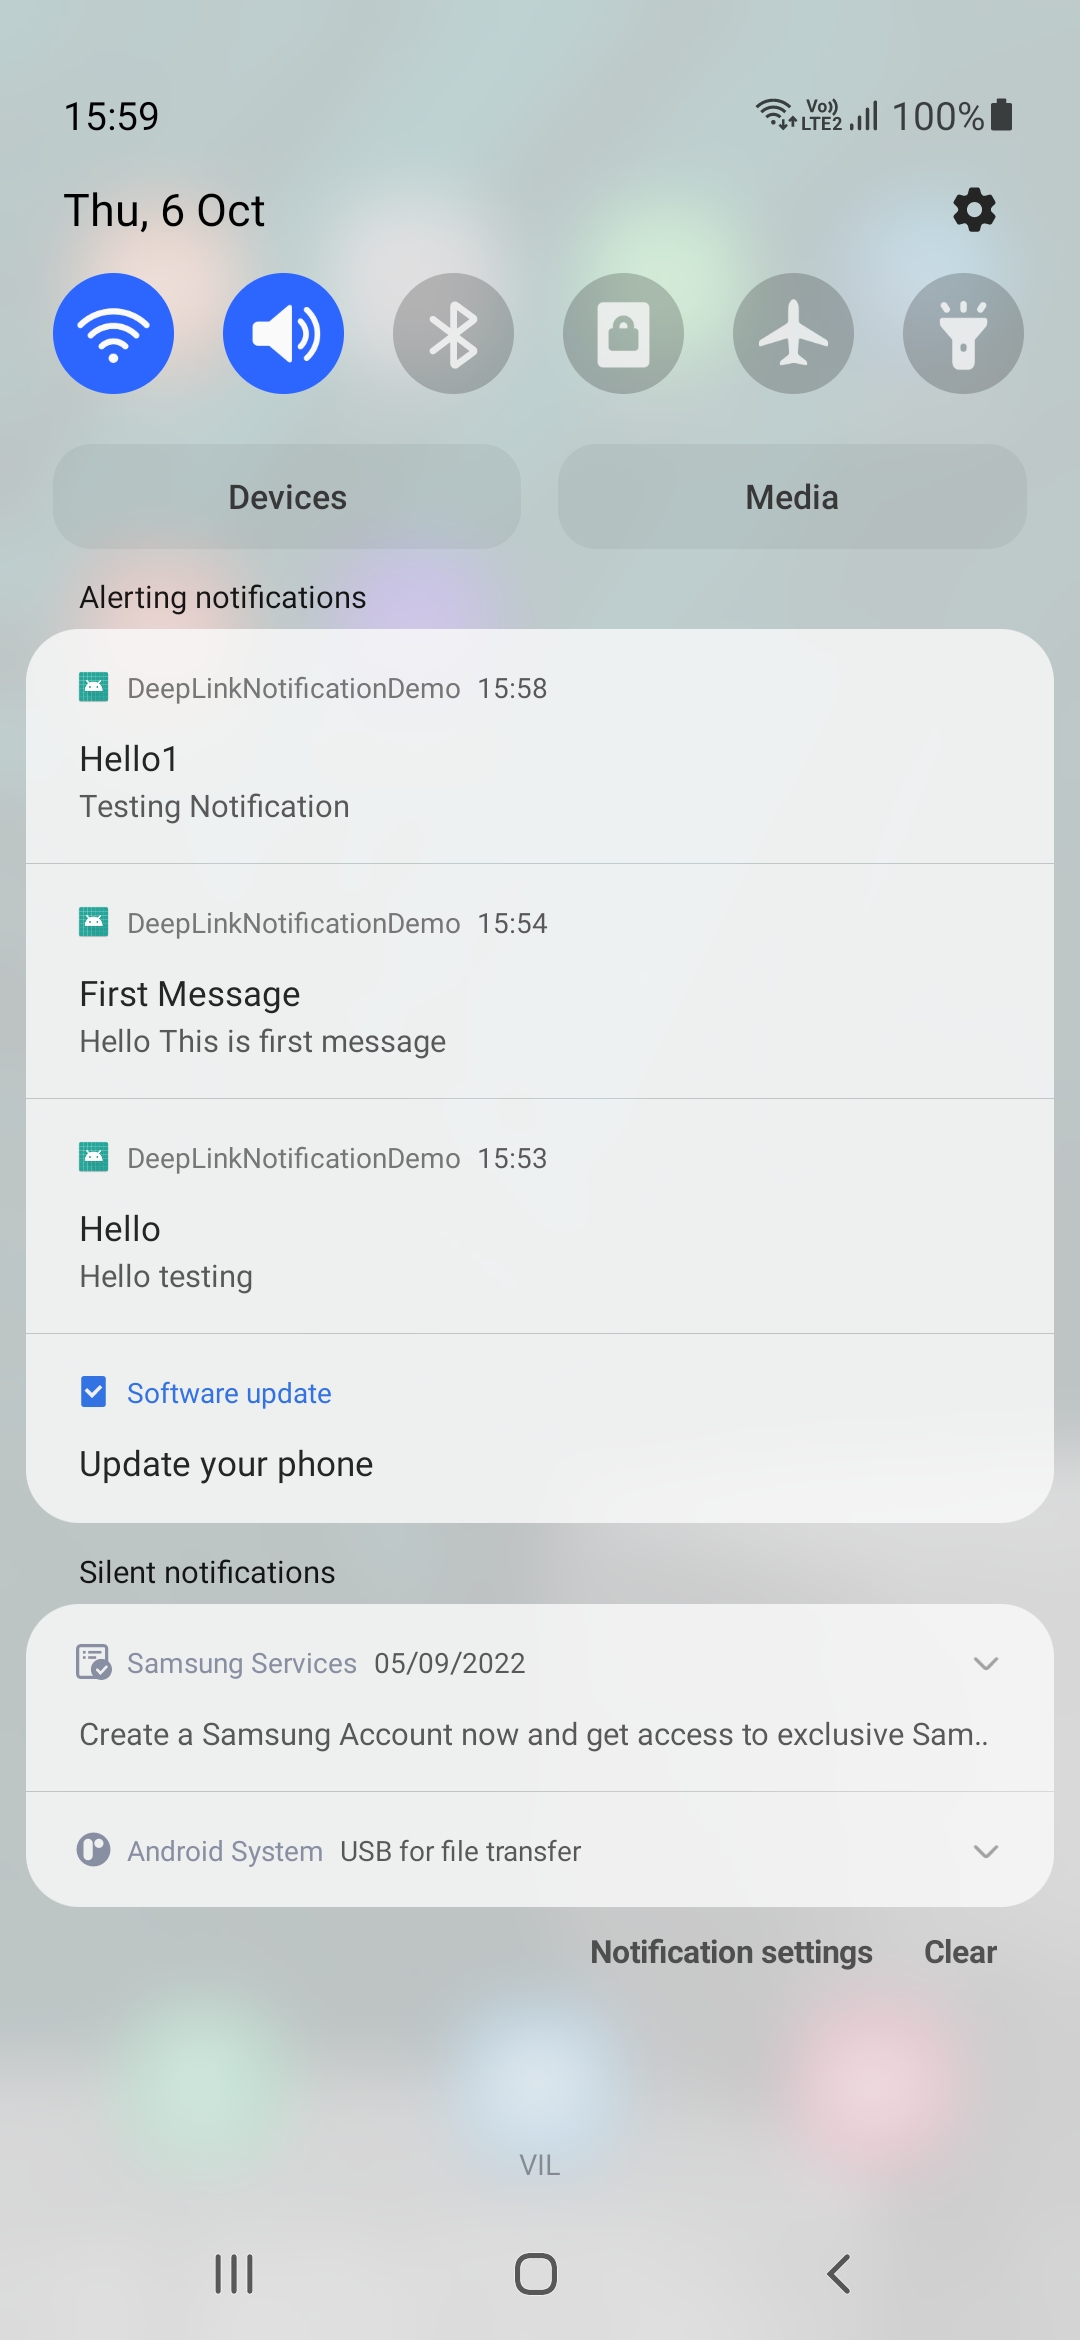 15:59
Vo)) LTE2 100%
Thu, 6 Oct
Devices
Media
Alerting notifications
DeepLinkNotificationDemo 15:58
Hello1
Testing Notification
DeepLinkNotificationDemo 15:54
First Message
Hello This is first message
DeepLinkNotificationDemo 15:53
Hello
Hello testing
Software update
Update your phone
Silent notifications
Samsung Services 05/09/2022
Create a Samsung Account now and get access to exclusive Sam..
Android System USB for file transfer
Notification settings
Clear
VIL